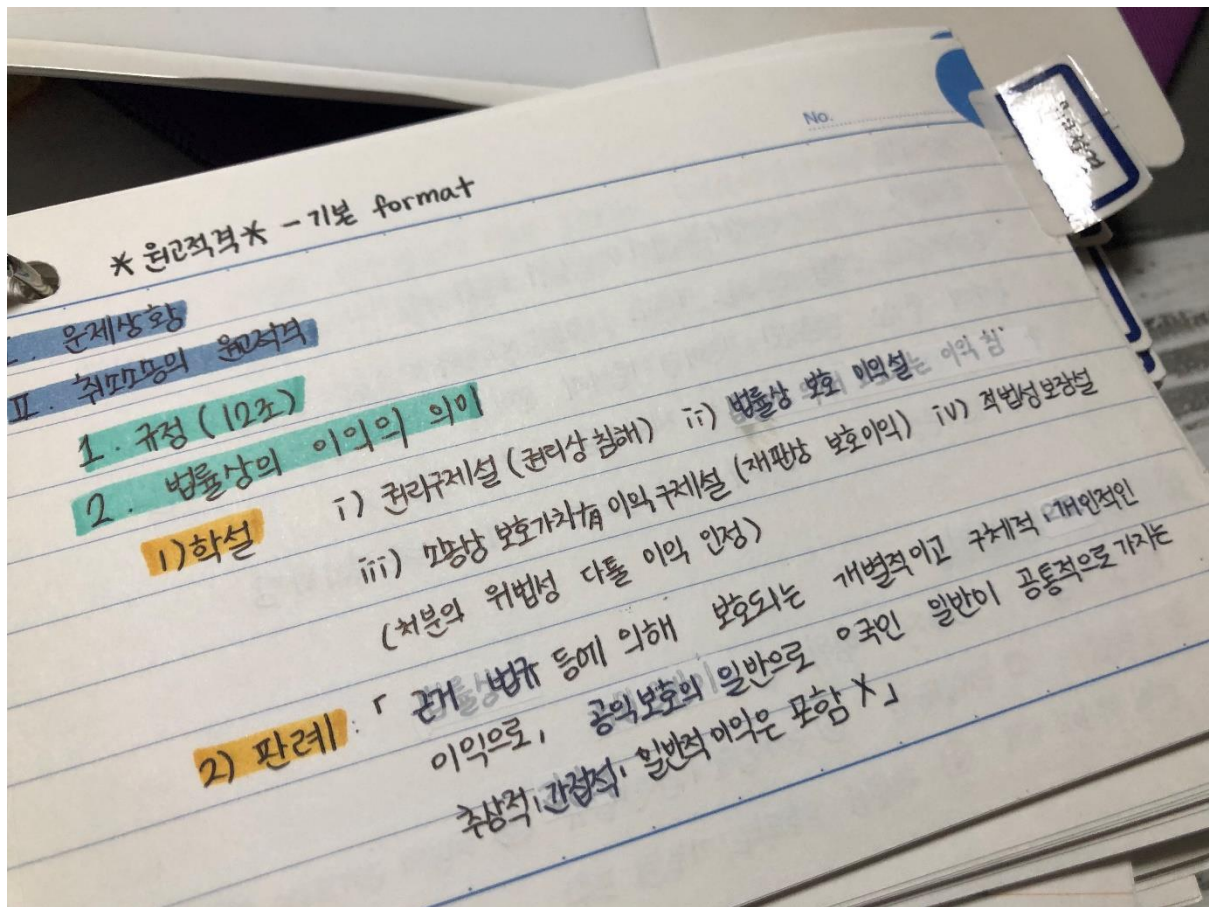 No.
* 원고적격 * - 기본 format
I. 문제상황
II. 취소소송의 원고적격
1. 규정 (12조)
2. 법률상의 이익의 의미
1) 학설 i) 권리구제설 (권리상 침해) ii) 법률상 보호 이익설
iii) 소송상 보호가치有 이익구제설 (재판상 보호이익) iv) 적법성보장설
(처분의 위법성 다툴 이익 인정)
2) 판례 : 「근거 법규 등에 의해 보호되는 개별적이고 구체적, 개인적인
이익으로, 공익보호의 일반으로 국민 일반이 공통적으로 가지는
추상적, 간접적, 일반적 이익은 포함 X」